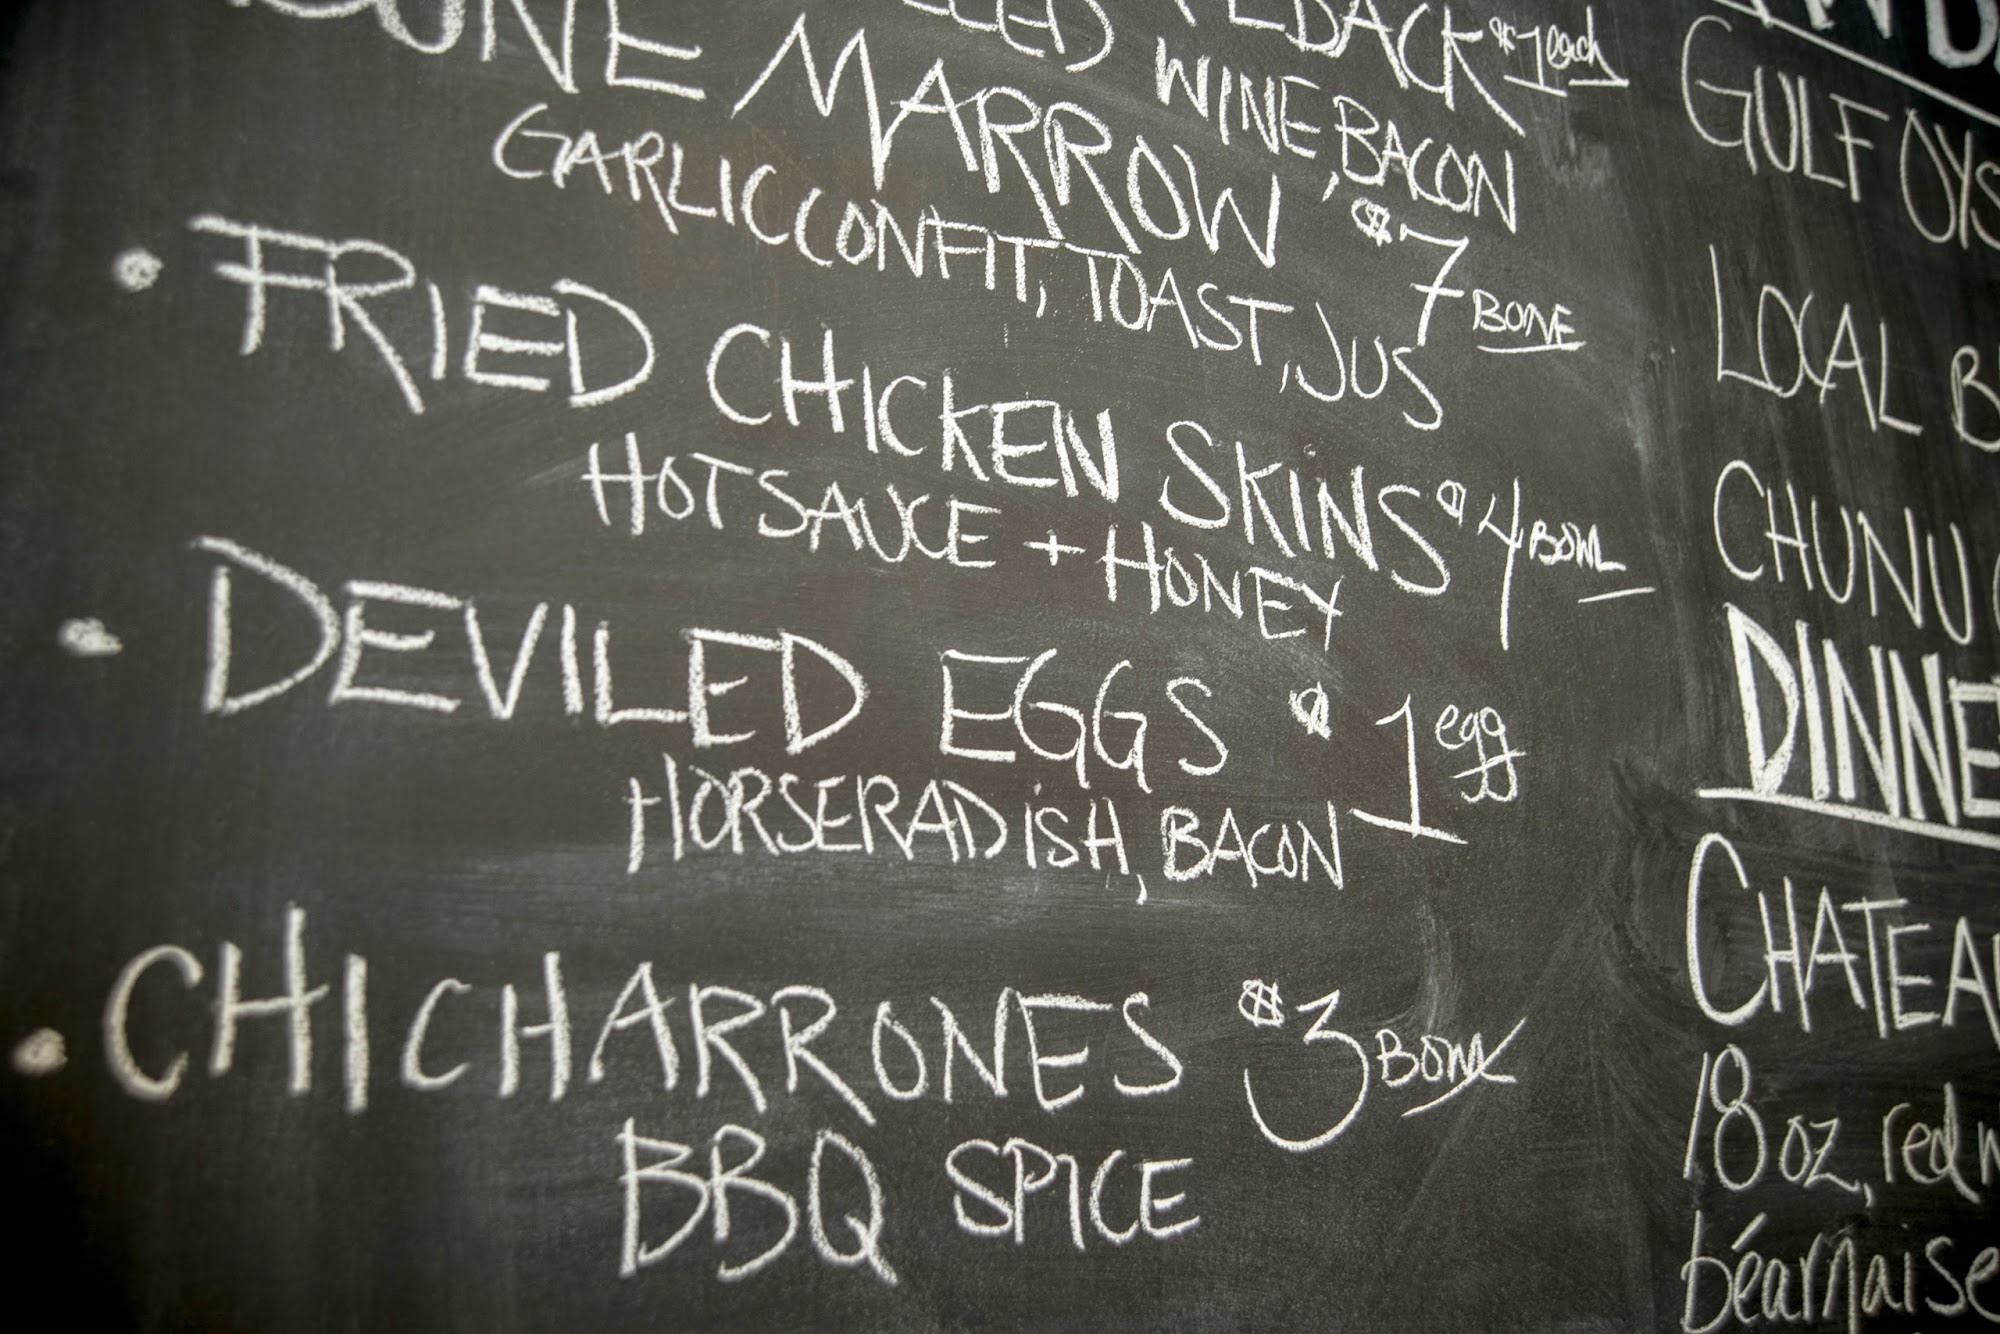 $1 each
WINE, BACON
MARROW $7 BONE
GARLIC CONFIT, TOAST, JUS
• FRIED CHICKEN SKINS $4 BOWL
HOT SAUCE + HONEY
• DEVILED EGGS $1 egg
HORSERADISH, BACON
• CHICHARRONES $3 BOWL
BBQ SPICE
GULF OYS
LOCAL B
CHUNU
DINNE
CHATEA
18 oz, red
béarnaise